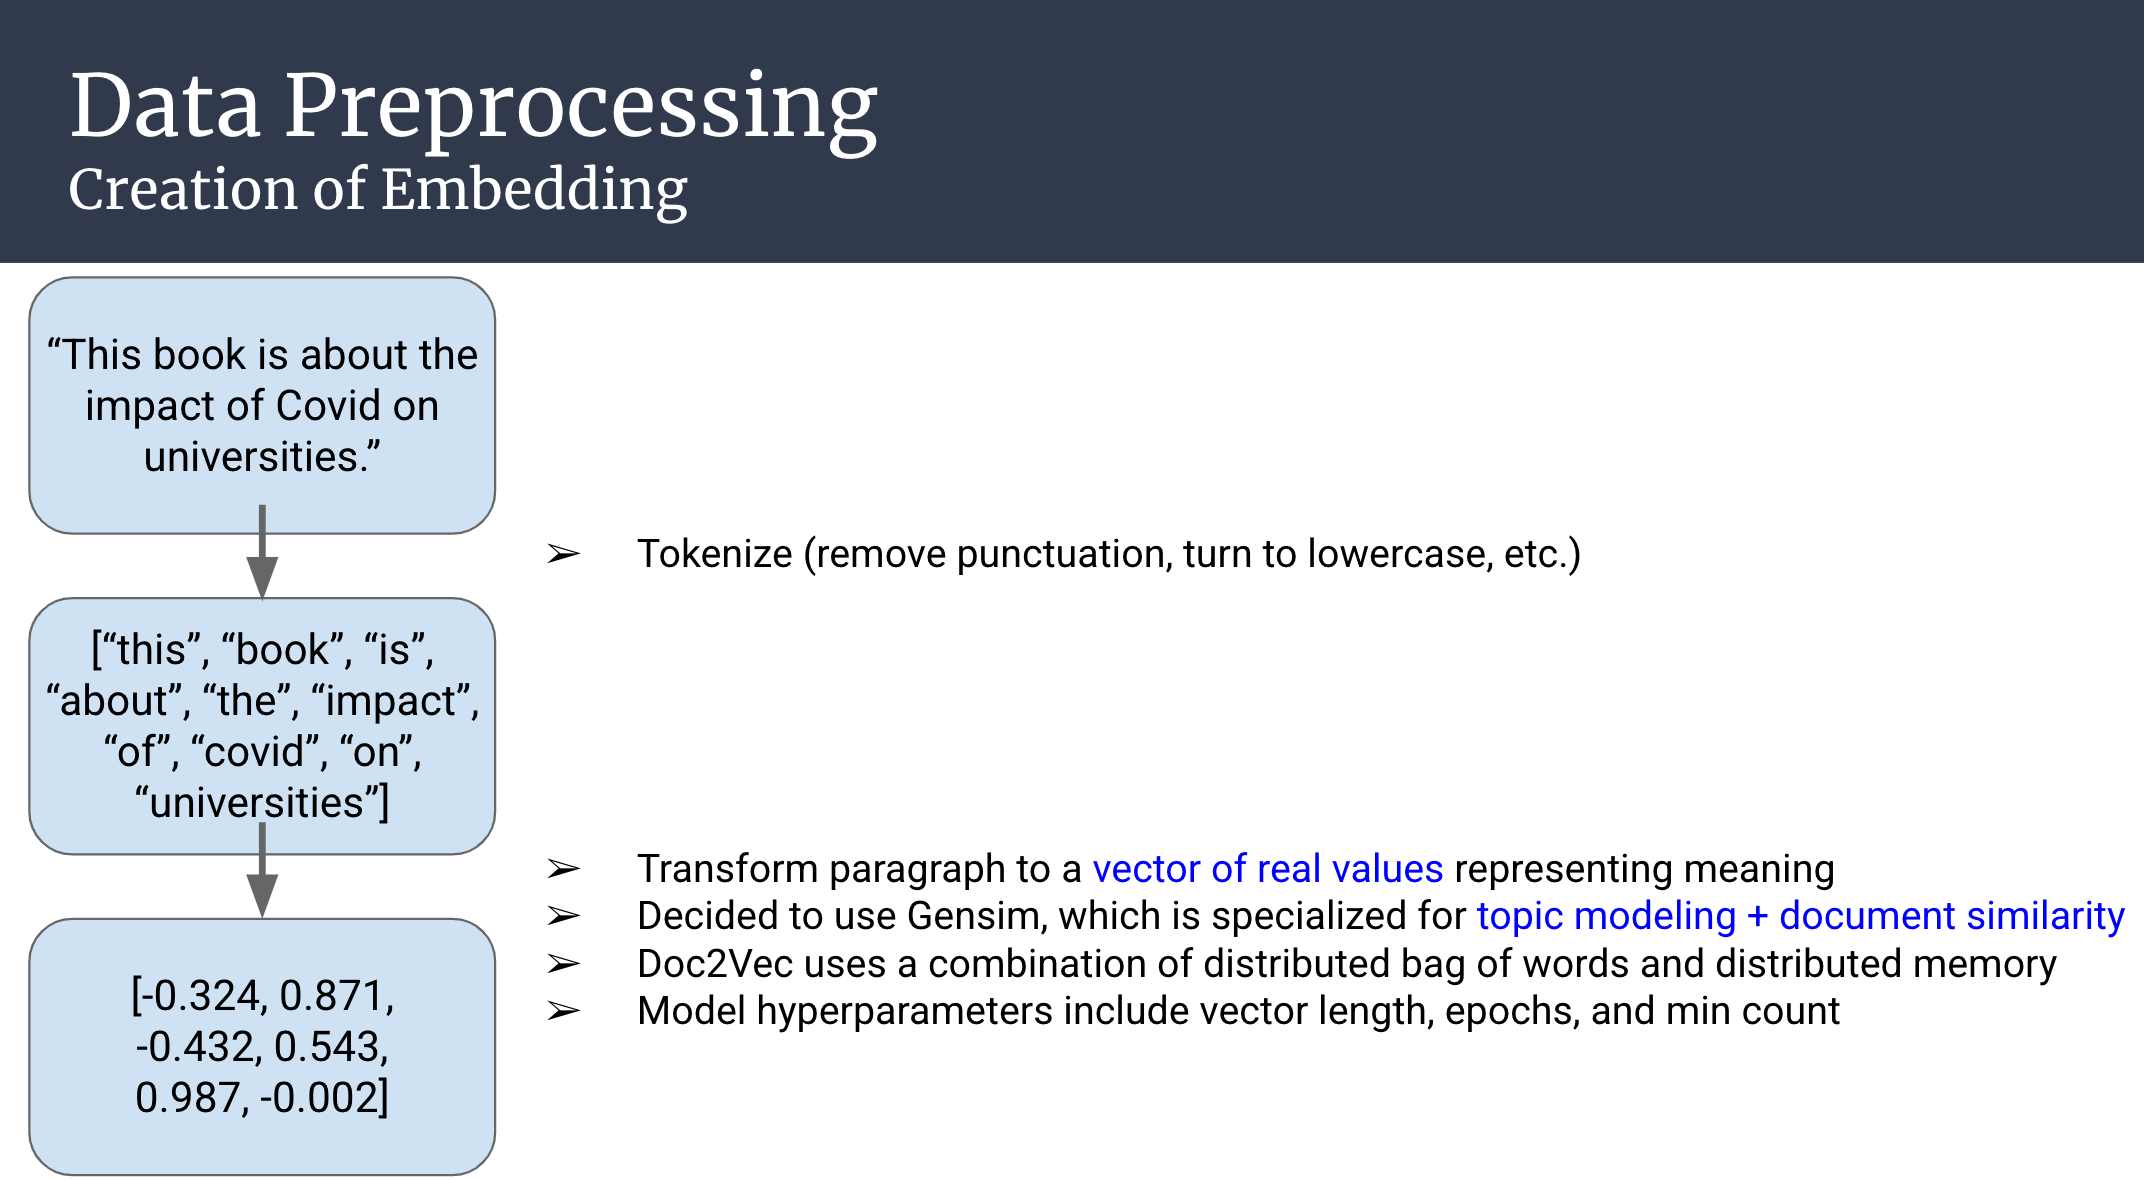 Data Preprocessing
Creation of Embedding
“This book is about the
impact of Covid on
universities.”
➢ Tokenize (remove punctuation, turn to lowercase, etc.)
[“this”, “book”, “is”,
“about”, “the”, “impact”,
“of”, “covid”, “on”,
“universities”]
➢ Transform paragraph to a vector of real values representing meaning
➢ Decided to use Gensim, which is specialized for topic modeling + document similarity
➢ Doc2Vec uses a combination of distributed bag of words and distributed memory
➢ Model hyperparameters include vector length, epochs, and min count
[-0.324, 0.871,
-0.432, 0.543,
0.987, -0.002]